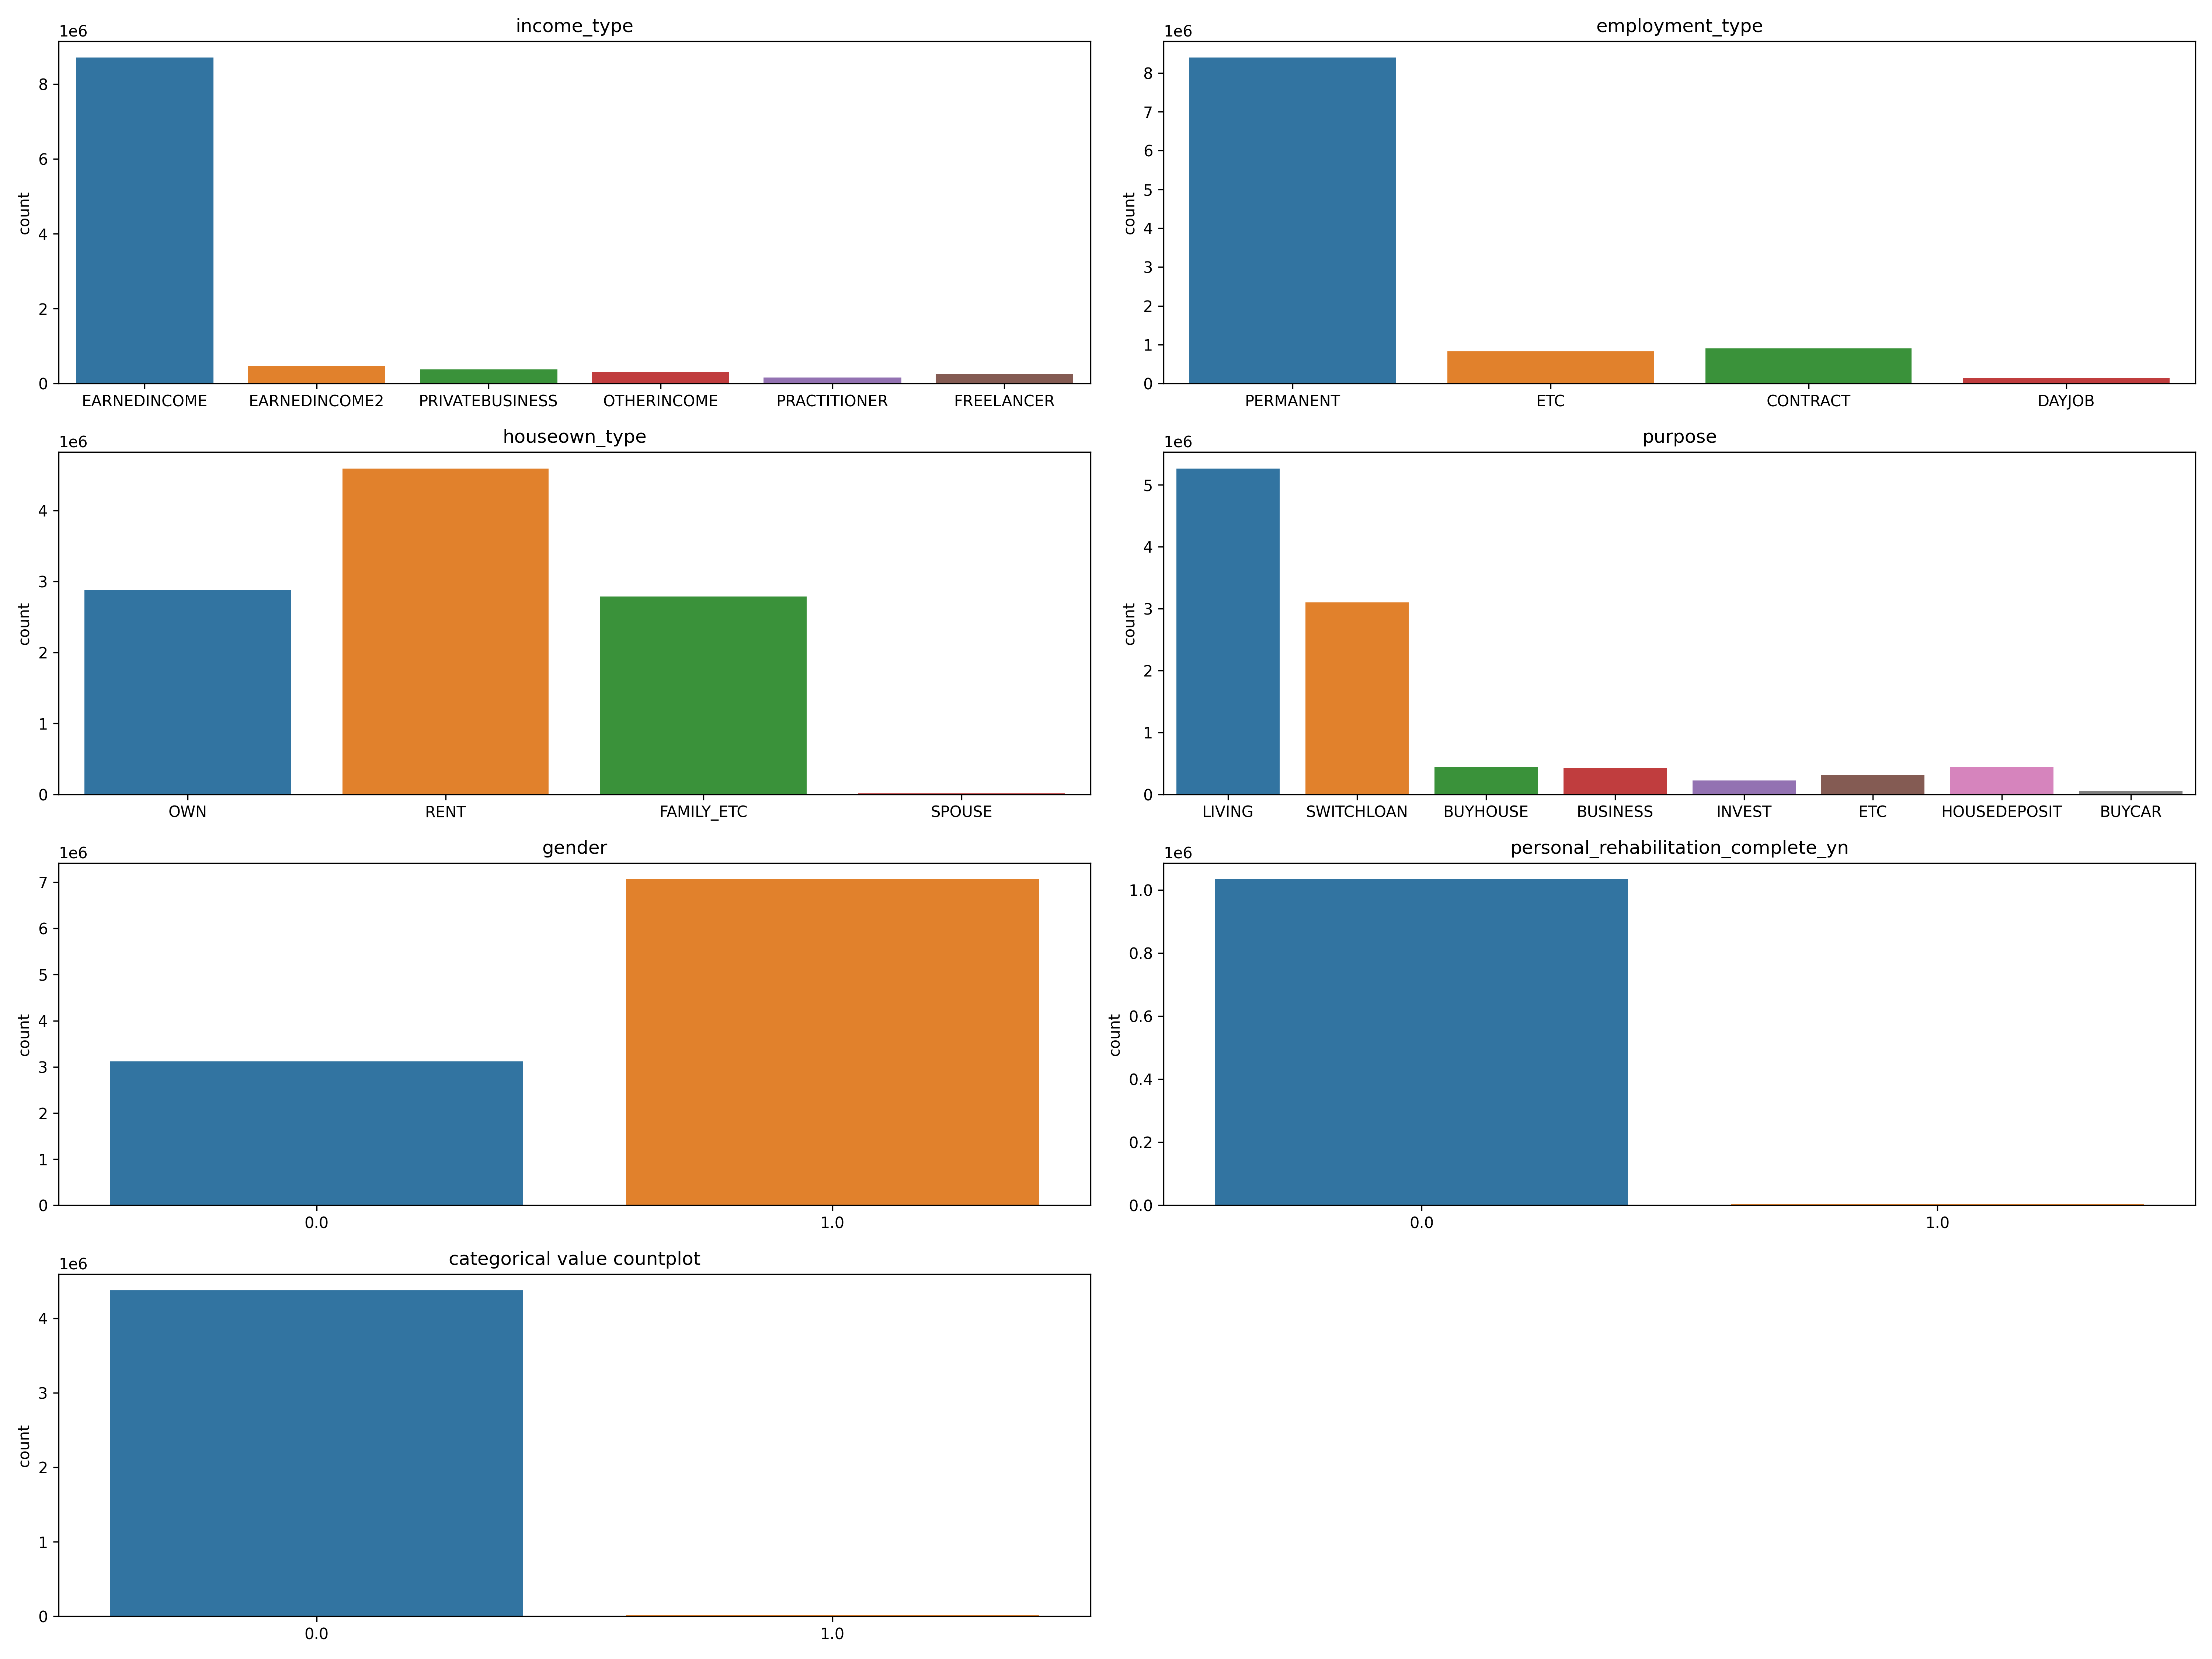 income_type
1e6
8
6
4
2
0
count
EARNEDINCOME EARNEDINCOME2 PRIVATEBUSINESS OTHERINCOME PRACTITIONER FREELANCER
employment_type
1e6
8
7
6
5
4
3
2
1
0
count
PERMANENT ETC CONTRACT DAYJOB
houseown_type
1e6
4
3
2
1
0
count
OWN RENT FAMILY_ETC SPOUSE
purpose
1e6
5
4
3
2
1
0
count
LIVING SWITCHLOAN BUYHOUSE BUSINESS INVEST ETC HOUSEDEPOSIT BUYCAR
gender
1e6
7
6
5
4
3
2
1
0
count
0.0 1.0
personal_rehabilitation_complete_yn
1e6
1.0
0.8
0.6
0.4
0.2
0.0
count
0.0 1.0
categorical value countplot
1e6
4
3
2
1
0
count
0.0 1.0